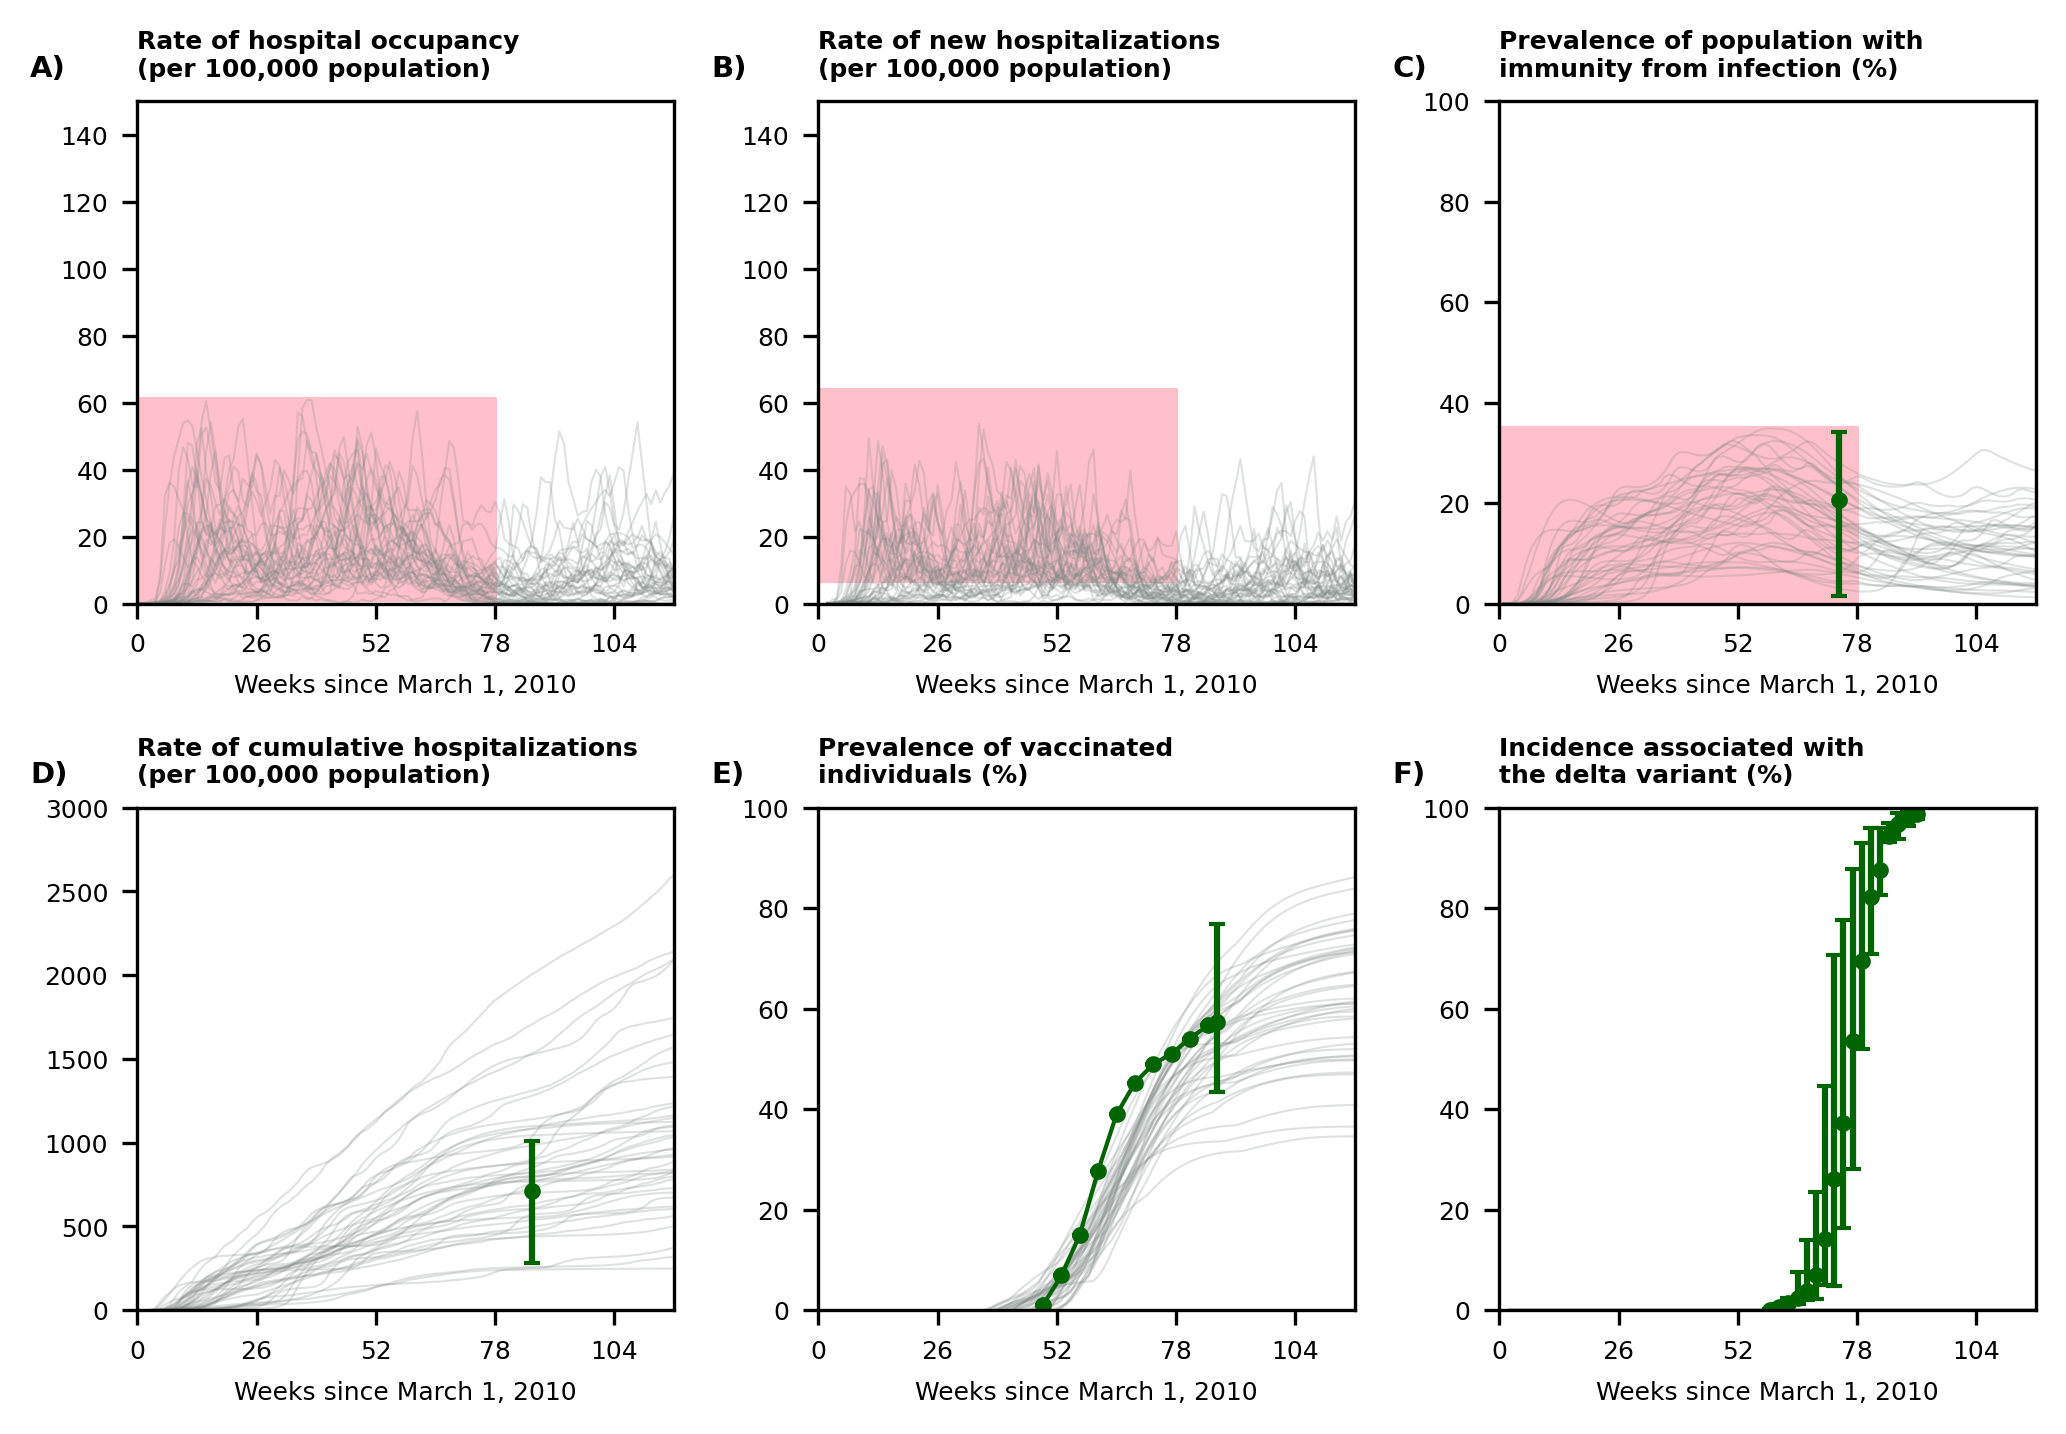 A)
Rate of hospital occupancy
(per 100,000 population)
140
120
100
80
60
40
20
0
0 26 52 78 104
Weeks since March 1, 2010
B)
Rate of new hospitalizations
(per 100,000 population)
140
120
100
80
60
40
20
0
0 26 52 78 104
Weeks since March 1, 2010
C)
Prevalence of population with
immunity from infection (%)
100
80
60
40
20
0
0 26 52 78 104
Weeks since March 1, 2010
D)
Rate of cumulative hospitalizations
(per 100,000 population)
3000
2500
2000
1500
1000
500
0
0 26 52 78 104
Weeks since March 1, 2010
E)
Prevalence of vaccinated
individuals (%)
100
80
60
40
20
0
0 26 52 78 104
Weeks since March 1, 2010
F)
Incidence associated with
the delta variant (%)
100
80
60
40
20
0
0 26 52 78 104
Weeks since March 1, 2010